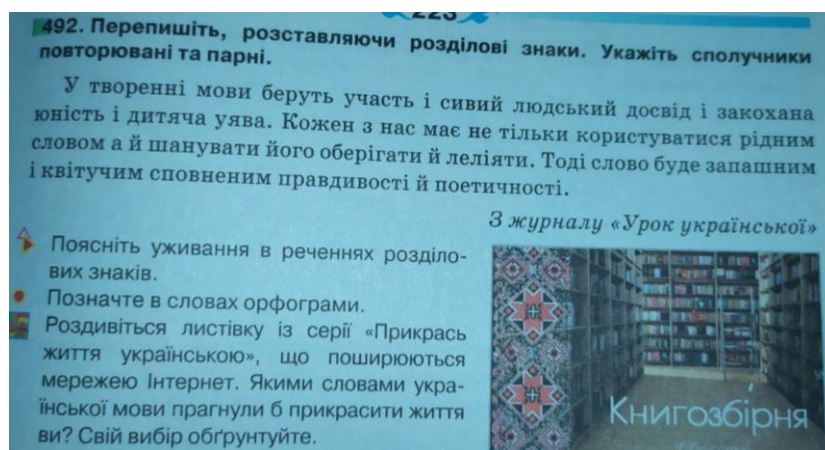 223
492. Перепишіть, розставляючи розділові знаки. Укажіть сполучники
повторювані та парні.
У творенні мови беруть участь і сивий людський досвід і закохана
юність і дитяча уява. Кожен з нас має не тільки користуватися рідним
словом а й шанувати його оберігати й леліяти. Тоді слово буде запашним
і квітучим сповненим правдивості й поетичності.
З журналу «Урок української»
Поясніть уживання в реченнях розділо-
вих знаків.
Позначте в словах орфограми.
Роздивіться листівку із серії «Прикрась
життя українською», що поширюються
мережею Інтернет. Якими словами укра-
їнської мови прагнули б прикрасити життя
ви? Свій вибір обґрунтуйте.
Книгозбірня